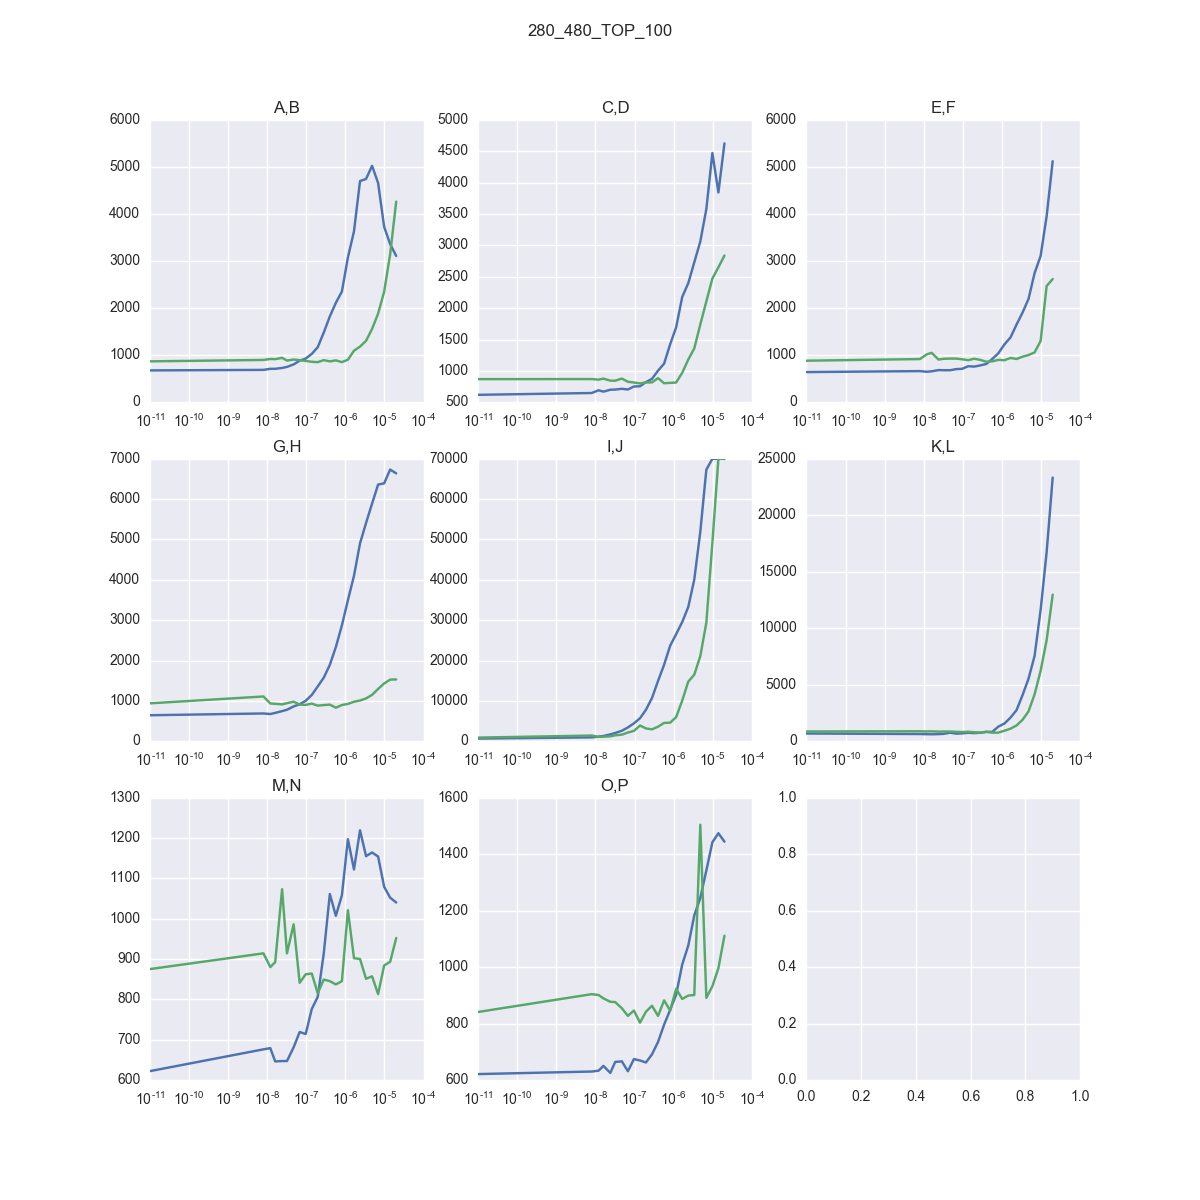 280_480_TOP_100
A,B C,D E,F
6000 5000 6000
5000 4500 5000
4000 4000 4000
3000 3500 3000
2000 3000 2000
1000 2500 1000
0 2000 0
1500
1000
500
10⁻¹¹ 10⁻¹⁰ 10⁻⁹ 10⁻⁸ 10⁻⁷ 10⁻⁶ 10⁻⁵ 10⁻⁴ 10⁻¹¹ 10⁻¹⁰ 10⁻⁹ 10⁻⁸ 10⁻⁷ 10⁻⁶ 10⁻⁵ 10⁻⁴ 10⁻¹¹ 10⁻¹⁰ 10⁻⁹ 10⁻⁸ 10⁻⁷ 10⁻⁶ 10⁻⁵ 10⁻⁴
G,H I,J K,L
7000 70000 25000
6000 60000 20000
5000 50000 15000
4000 40000 10000
3000 30000 5000
2000 20000 0
1000 10000
0 0
10⁻¹¹ 10⁻¹⁰ 10⁻⁹ 10⁻⁸ 10⁻⁷ 10⁻⁶ 10⁻⁵ 10⁻⁴ 10⁻¹¹ 10⁻¹⁰ 10⁻⁹ 10⁻⁸ 10⁻⁷ 10⁻⁶ 10⁻⁵ 10⁻⁴ 10⁻¹¹ 10⁻¹⁰ 10⁻⁹ 10⁻⁸ 10⁻⁷ 10⁻⁶ 10⁻⁵ 10⁻⁴
M,N O,P
1300 1600 1.0
1200 1400 0.8
1100 1200 0.6
1000 1000 0.4
900 800 0.2
800 600 0.0
700
600
10⁻¹¹ 10⁻¹⁰ 10⁻⁹ 10⁻⁸ 10⁻⁷ 10⁻⁶ 10⁻⁵ 10⁻⁴ 10⁻¹¹ 10⁻¹⁰ 10⁻⁹ 10⁻⁸ 10⁻⁷ 10⁻⁶ 10⁻⁵ 10⁻⁴ 0.0 0.2 0.4 0.6 0.8 1.0